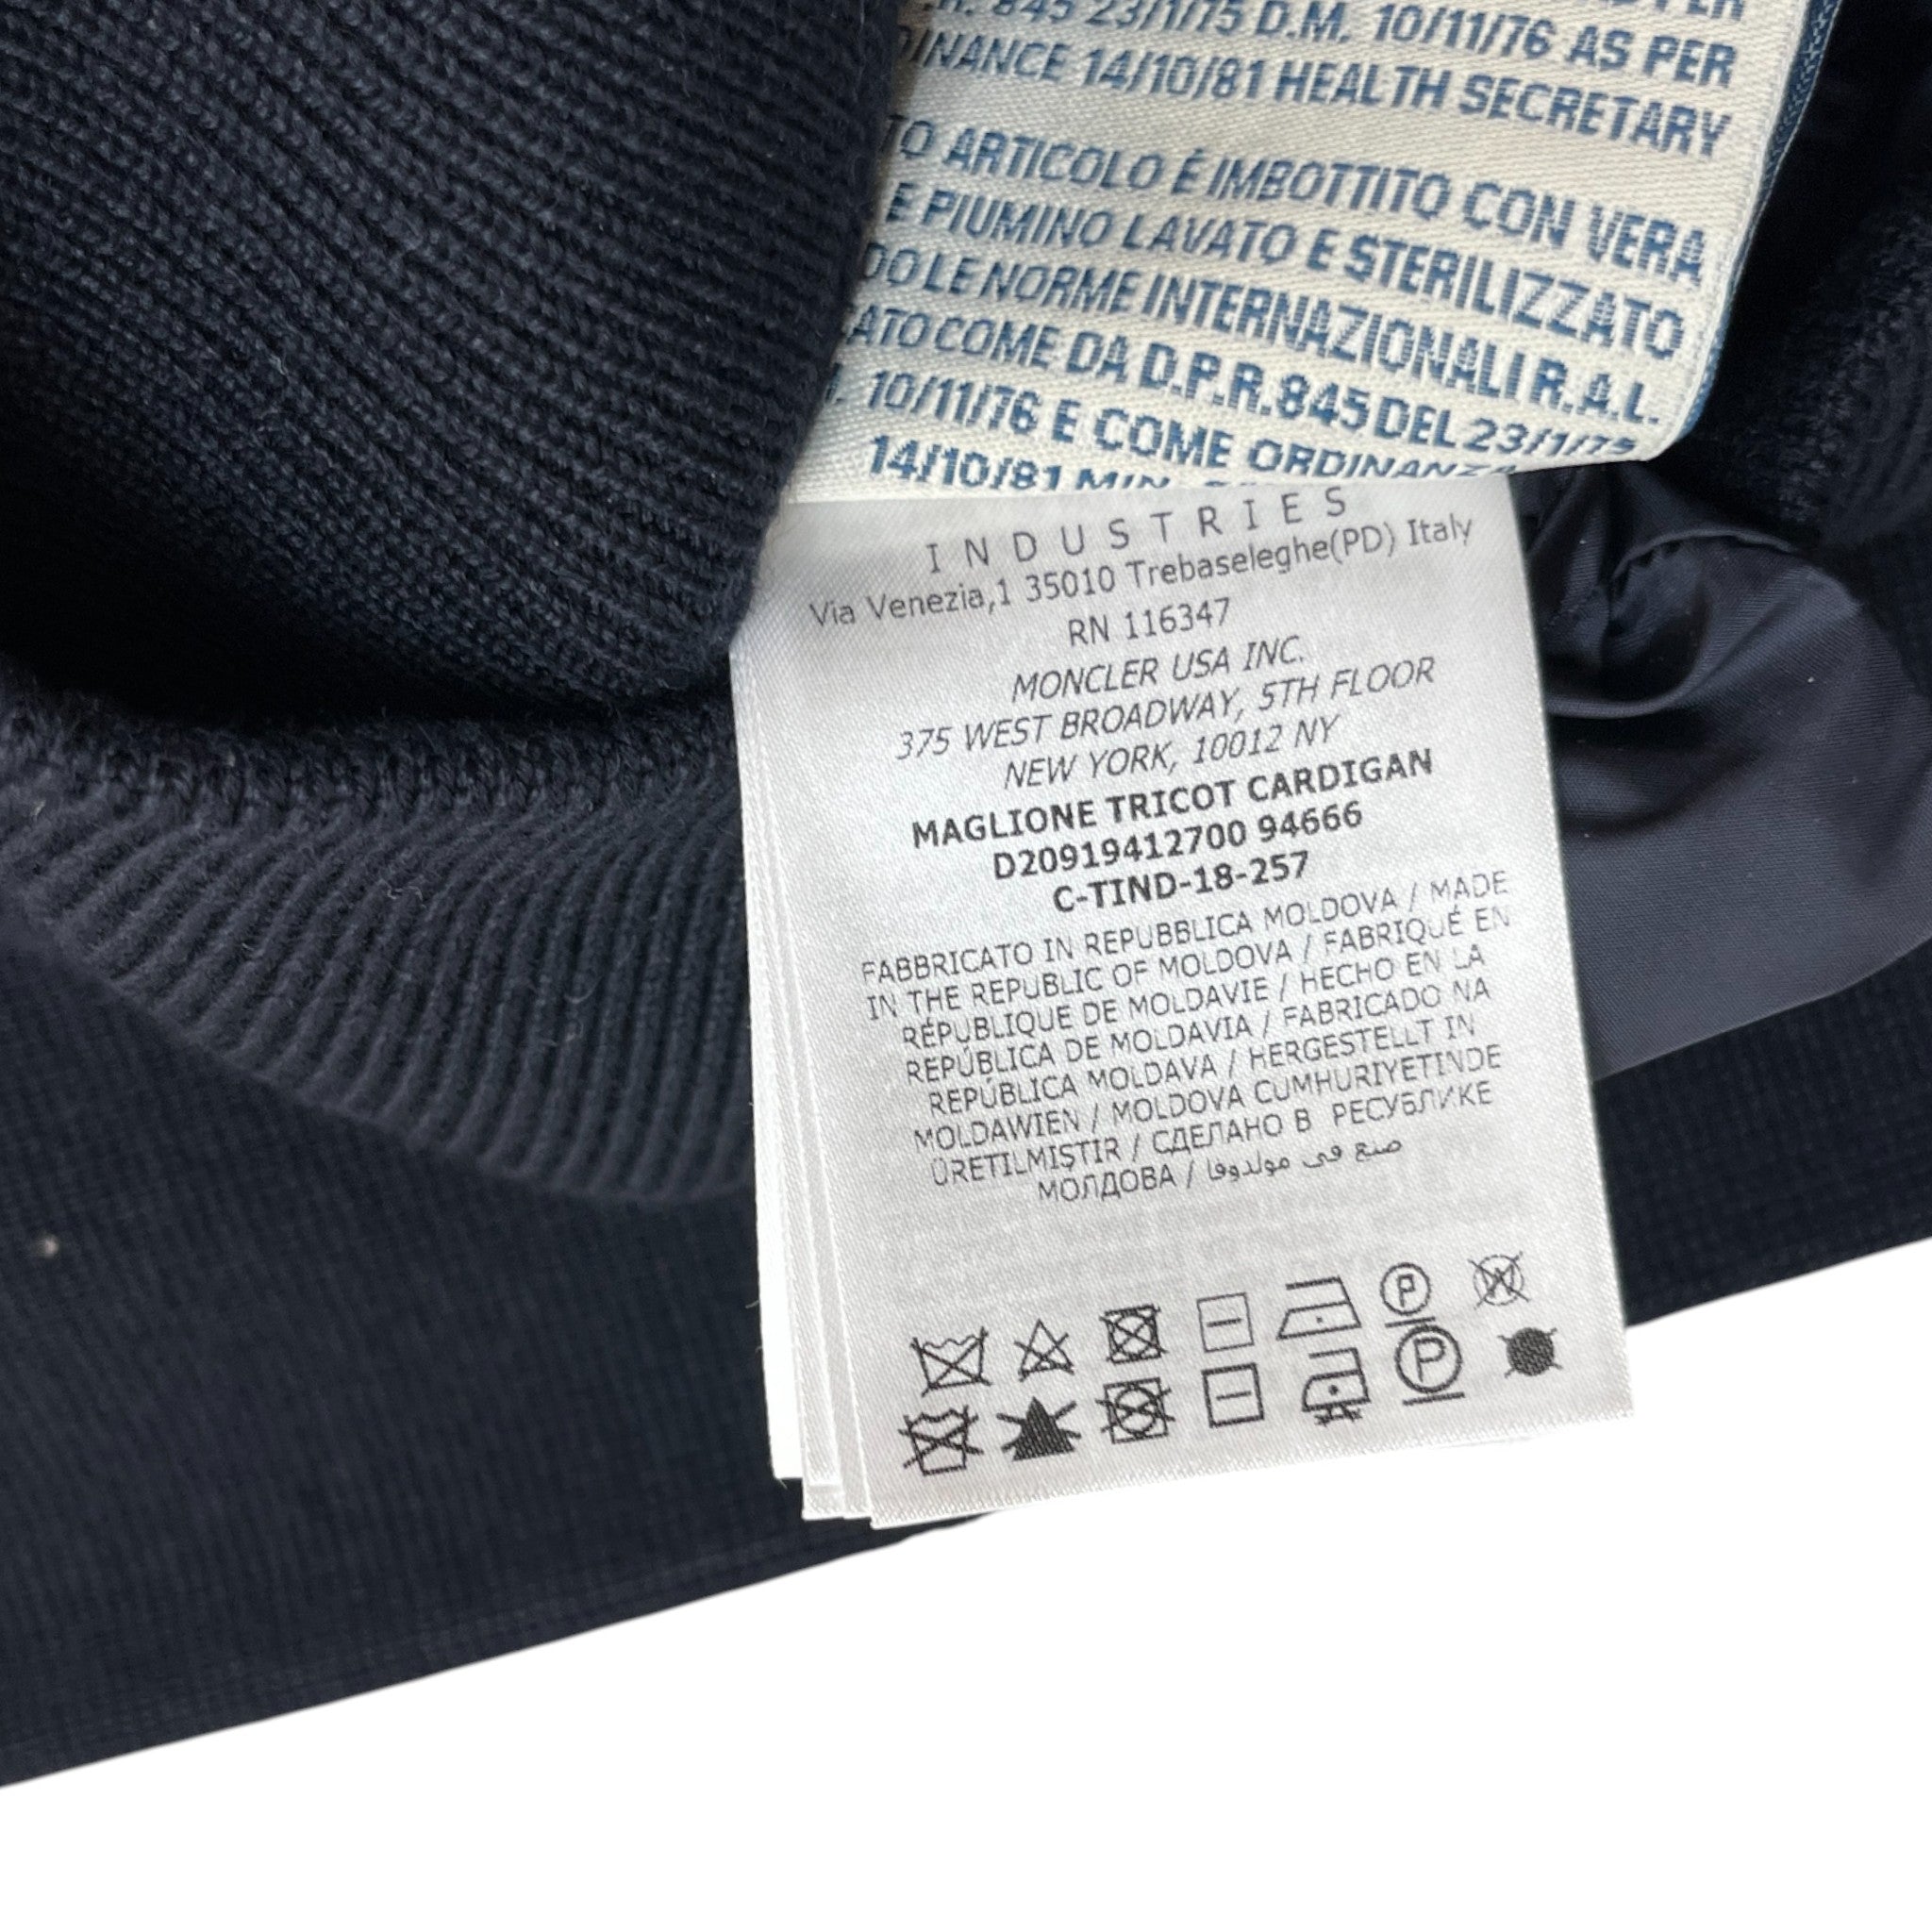 845 23/1/75 D.M. 10/11/76 AS PER
14/10/81 HEALTH SECRETARY
ARTICOLO È IMBOTTITO CON VERA
E PIUMINO LAVATO E STERILIZZATO
LE NORME INTERNAZIONALI R.A.L.
COME DA D.P.R. 845 DEL 23/1/75
10/11/76 E COME ORDINANZA
14/10/81 MIN.
INDUSTRIES
Via Venezia,1 35010 Trebaseleghe(PD) Italy
RN 116347
MONCLER USA INC.
375 WEST BROADWAY, 5TH FLOOR
NEW YORK, 10012 NY
MAGLIONE TRICOT CARDIGAN
D20919412700 94666
C-TIND-18-257
FABBRICATO IN REPUBBLICA MOLDOVA / MADE
IN THE REPUBLIC OF MOLDOVA / FABRIQUÉ EN
RÉPUBLIQUE DE MOLDAVIE / HECHO EN LA
REPÚBLICA DE MOLDAVIA / FABRICADO NA
REPÚBLICA MOLDAVA / HERGESTELLT IN
MOLDAWIEN / MOLDOVA CUMHURIYETINDE
ÜRETILMIŞTIR / СДЕЛАНО В РЕСУБЛИКЕ
МОЛДОВА / صنع في مولدوفا
P W
P